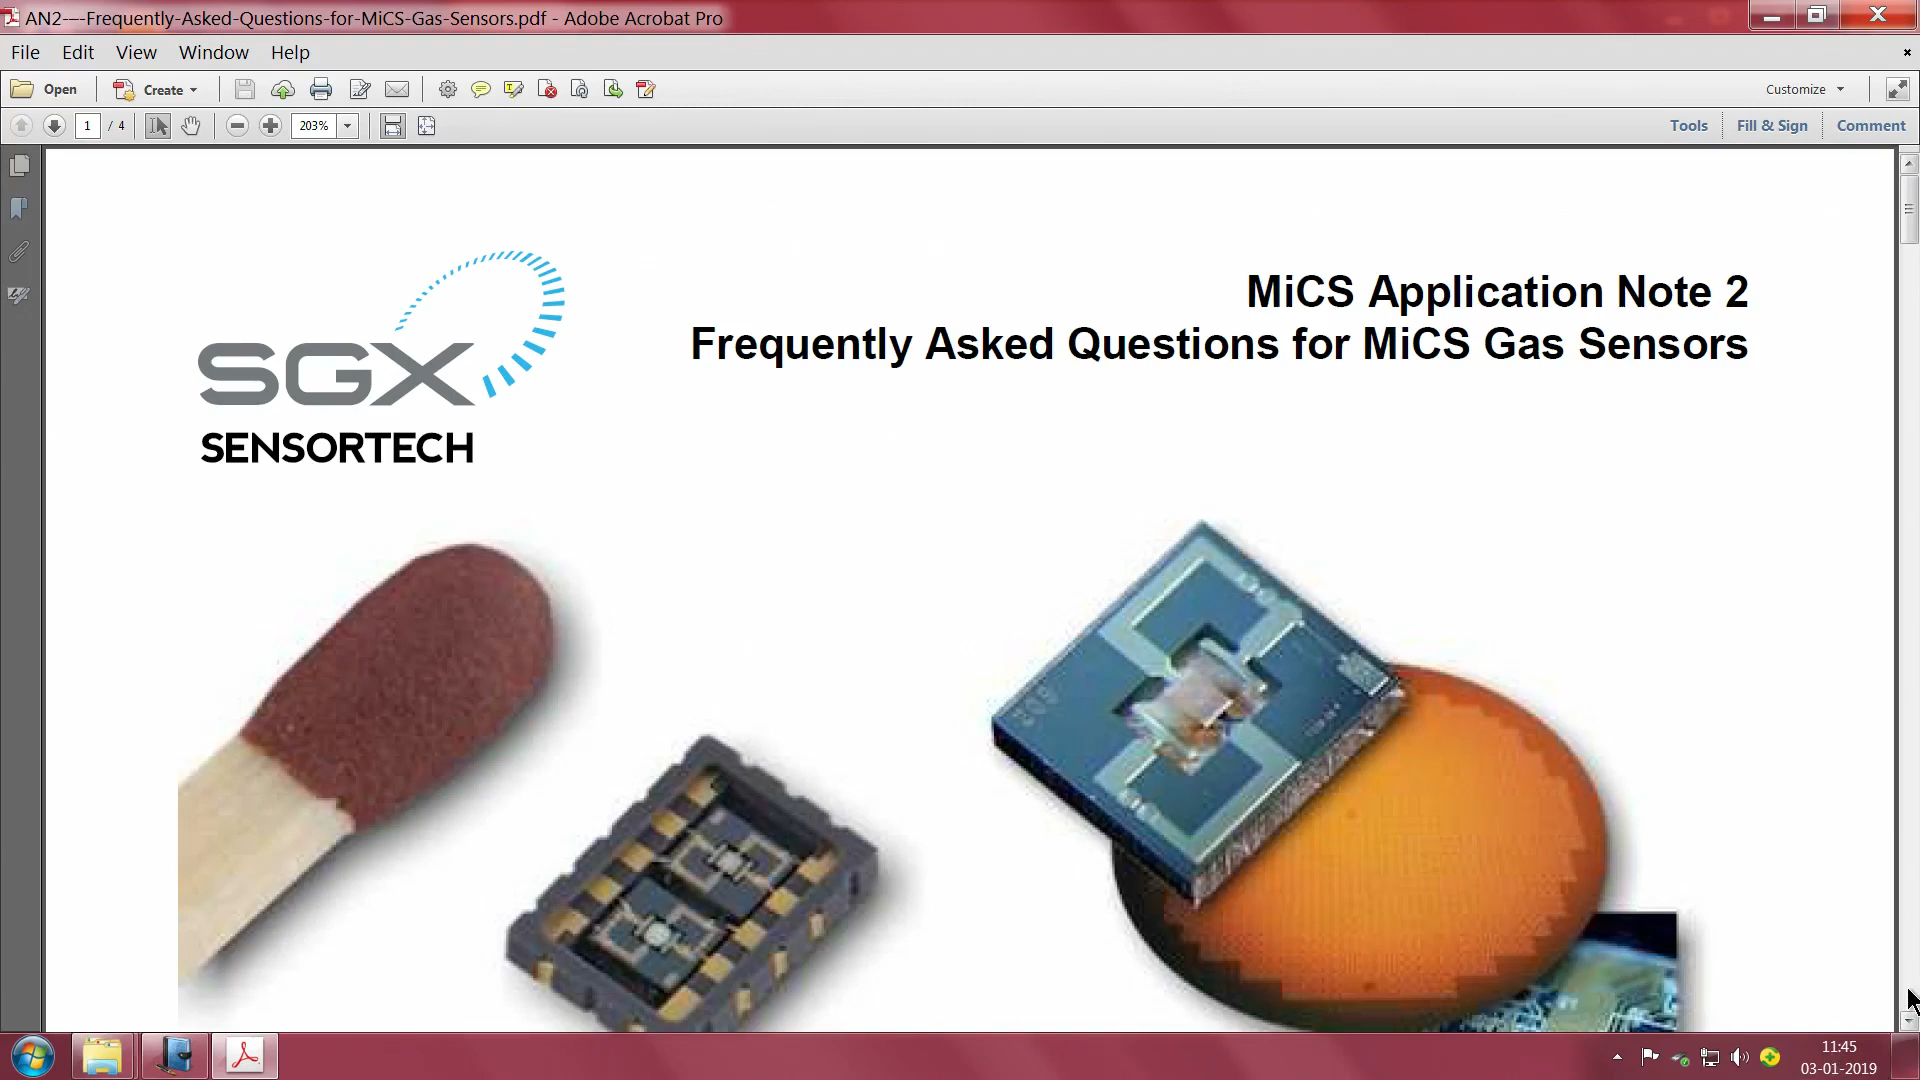 AN2-—-Frequently-Asked-Questions-for-MiCS-Gas-Sensors.pdf - Adobe Acrobat Pro
File Edit View Window Help
Open Create Customize
1 / 4 203% Tools Fill & Sign Comment
MiCS Application Note 2
Frequently Asked Questions for MiCS Gas Sensors
SGX
SENSORTECH
11:45
03-01-2019